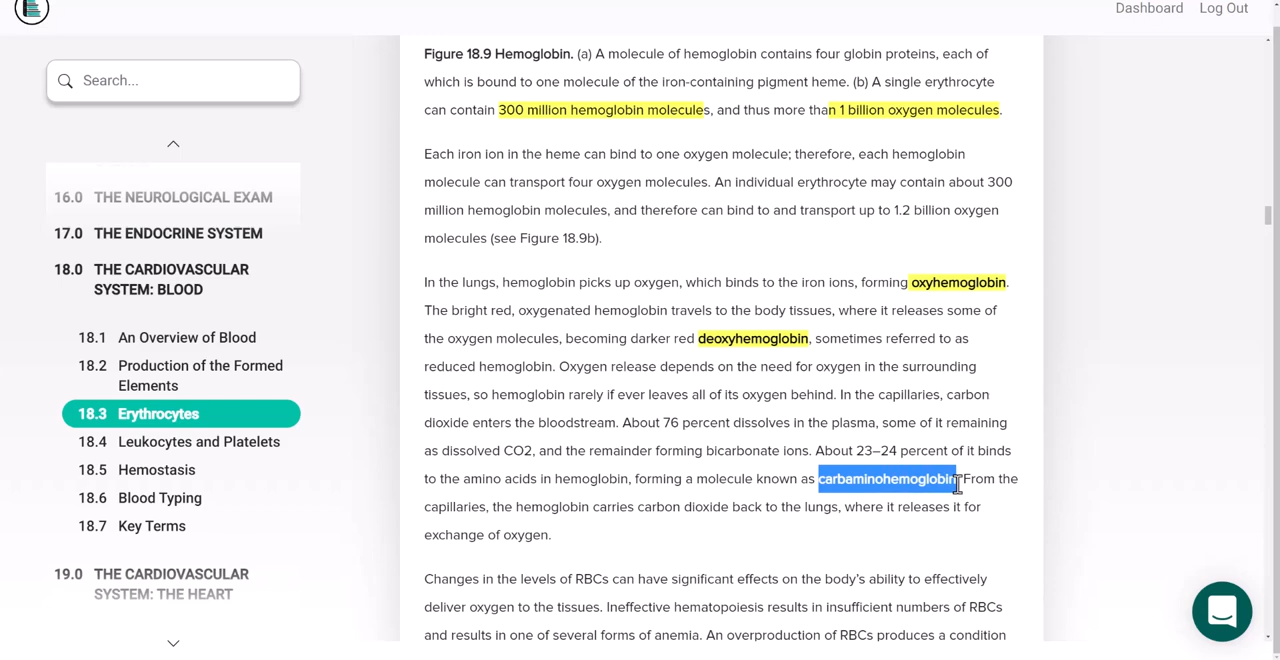 Dashboard Log Out
Search...
16.0 THE NEUROLOGICAL EXAM
17.0 THE ENDOCRINE SYSTEM
18.0 THE CARDIOVASCULAR
SYSTEM: BLOOD
18.1 An Overview of Blood
18.2 Production of the Formed
Elements
18.3 Erythrocytes
18.4 Leukocytes and Platelets
18.5 Hemostasis
18.6 Blood Typing
18.7 Key Terms
19.0 THE CARDIOVASCULAR
SYSTEM: THE HEART
Figure 18.9 Hemoglobin. (a) A molecule of hemoglobin contains four globin proteins, each of
which is bound to one molecule of the iron-containing pigment heme. (b) A single erythrocyte
can contain 300 million hemoglobin molecules, and thus more than 1 billion oxygen molecules.
Each iron ion in the heme can bind to one oxygen molecule; therefore, each hemoglobin
molecule can transport four oxygen molecules. An individual erythrocyte may contain about 300
million hemoglobin molecules, and therefore can bind to and transport up to 1.2 billion oxygen
molecules (see Figure 18.9b).
In the lungs, hemoglobin picks up oxygen, which binds to the iron ions, forming oxyhemoglobin.
The bright red, oxygenated hemoglobin travels to the body tissues, where it releases some of
the oxygen molecules, becoming darker red deoxyhemoglobin, sometimes referred to as
reduced hemoglobin. Oxygen release depends on the need for oxygen in the surrounding
tissues, so hemoglobin rarely if ever leaves all of its oxygen behind. In the capillaries, carbon
dioxide enters the bloodstream. About 76 percent dissolves in the plasma, some of it remaining
as dissolved CO2, and the remainder forming bicarbonate ions. About 23–24 percent of it binds
to the amino acids in hemoglobin, forming a molecule known as carbaminohemoglobin. From the
capillaries, the hemoglobin carries carbon dioxide back to the lungs, where it releases it for
exchange of oxygen.
Changes in the levels of RBCs can have significant effects on the body's ability to effectively
deliver oxygen to the tissues. Ineffective hematopoiesis results in insufficient numbers of RBCs
and results in one of several forms of anemia. An overproduction of RBCs produces a condition